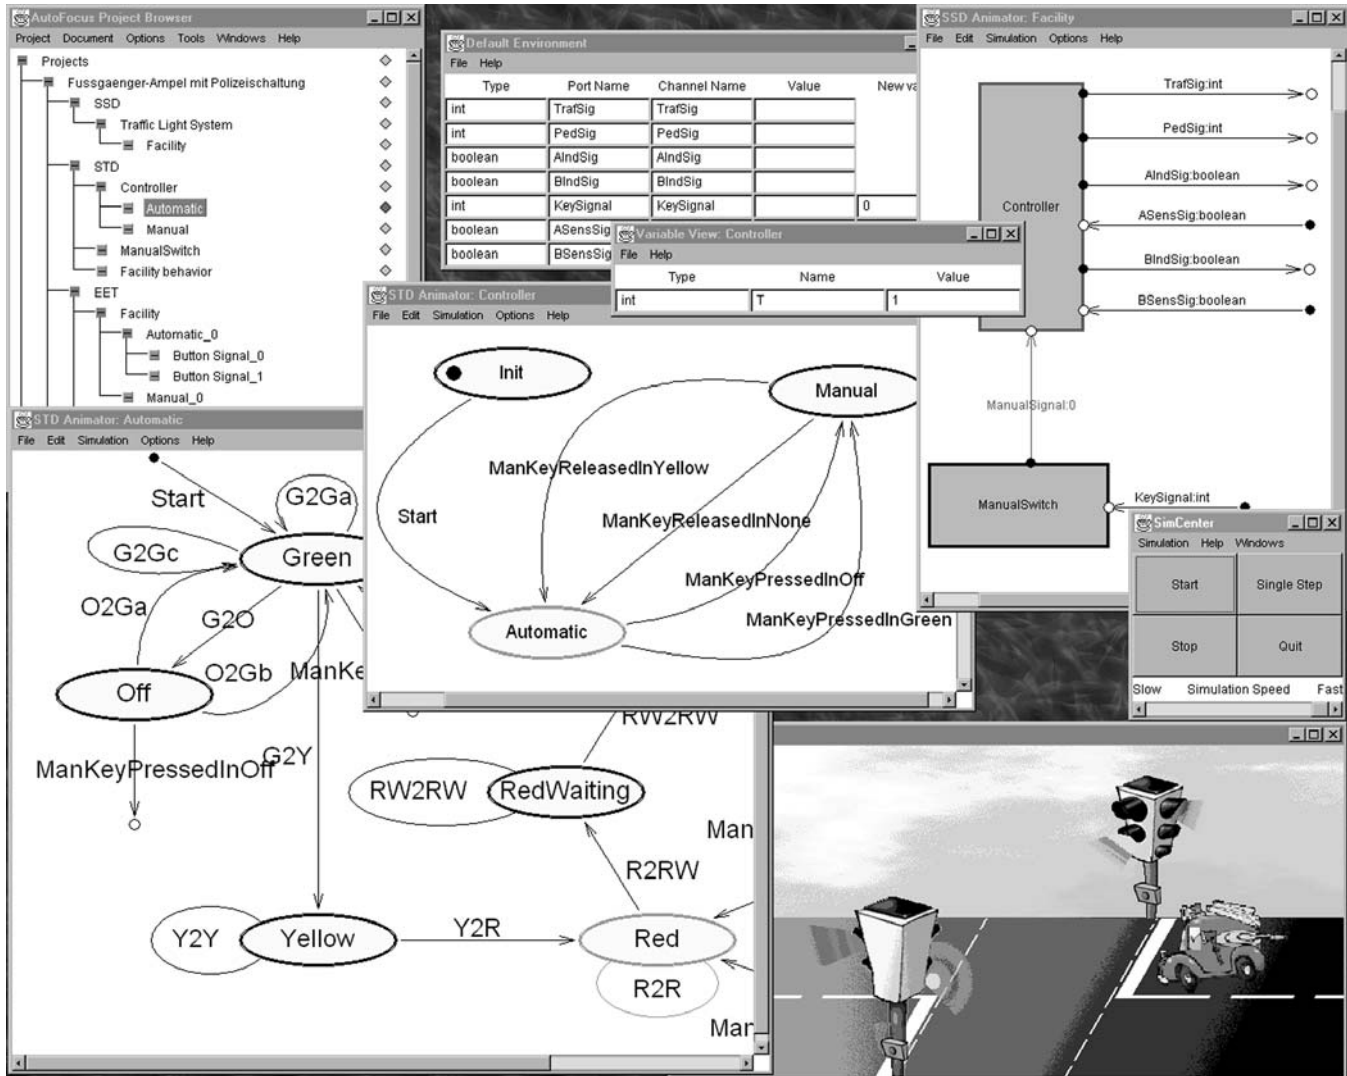 AutoFocus Project Browser
Project Document Options Tools Windows Help
Projects
Fussgaenger-Ampel mit Polizeischaltung
SSD
Traffic Light System
Facility
STD
Controller
Automatic
Manual
ManualSwitch
Facility behavior
EET
Facility
Automatic_0
Button Signal_0
Button Signal_1
Manual_0
Default Environment
File Help
Type Port Name Channel Name Value New va
int TrafSig TrafSig
int PedSig PedSig
boolean AIndSig AIndSig
boolean BIndSig BIndSig
int KeySignal KeySignal 0
boolean ASensSig
boolean BSensSig
Variable View: Controller
File Help
Type Name Value
int T 1
SSD Animator: Facility
File Edit Simulation Options Help
TrafSig:int
PedSig:int
AIndSig:boolean
Controller
ASensSig:boolean
BIndSig:boolean
BSensSig:boolean
ManualSignal:0
ManualSwitch
KeySignal:int
STD Animator: Controller
File Edit Simulation Options Help
Init
Manual
ManKeyReleasedInYellow
Start
ManKeyReleasedInNone
ManKeyPressedInOff
ManKeyPressedInGreen
Automatic
SimCenter
Simulation Help Windows
Start Single Step
Stop Quit
Slow Simulation Speed Fast
STD Animator: Automatic
File Edit Simulation Options Help
Start
G2Ga
G2Gc
Green
O2Ga
G2O
O2Gb
ManKe
Off
G2Y
ManKeyPressedInOff
RW2RW
RW2RW
RedWaiting
Man
R2RW
Y2Y
Yellow
Y2R
Red
R2R
Mar